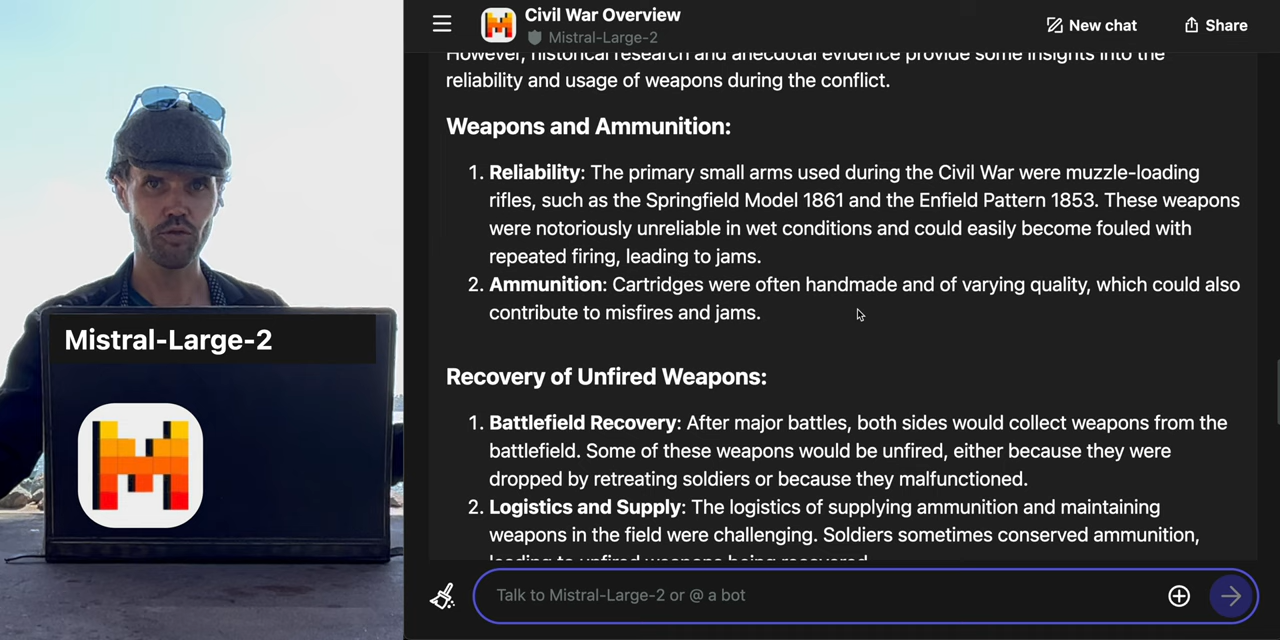 Civil War Overview
Mistral-Large-2
New chat
Share
However, historical research and anecdotal evidence provide some insights into the
reliability and usage of weapons during the conflict.
Weapons and Ammunition:
1. Reliability: The primary small arms used during the Civil War were muzzle-loading
rifles, such as the Springfield Model 1861 and the Enfield Pattern 1853. These weapons
were notoriously unreliable in wet conditions and could easily become fouled with
repeated firing, leading to jams.
2. Ammunition: Cartridges were often handmade and of varying quality, which could also
contribute to misfires and jams.
Recovery of Unfired Weapons:
1. Battlefield Recovery: After major battles, both sides would collect weapons from the
battlefield. Some of these weapons would be unfired, either because they were
dropped by retreating soldiers or because they malfunctioned.
2. Logistics and Supply: The logistics of supplying ammunition and maintaining
weapons in the field were challenging. Soldiers sometimes conserved ammunition,
leading to unfired weapons being recovered.
Talk to Mistral-Large-2 or @ a bot
Mistral-Large-2